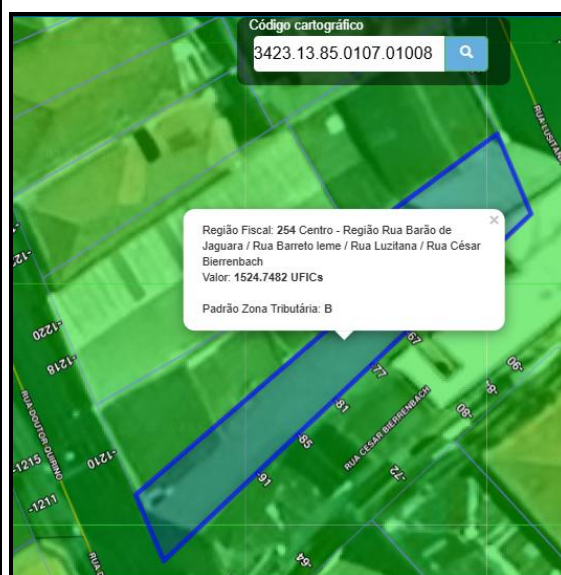 Código cartográfico
3423.13.85.0107.01008
RUA LUSITAN
Região Fiscal: 254 Centro - Região Rua Barão de
Jaguara / Rua Barreto leme / Rua Luzitana / Rua César
Bierrenbach
Valor: 1524.7482 UFICs
Padrão Zona Tributária: B
-1220
-1218
67
77
-90
81
-80
RUA CÉSAR BIERRENBACH
RUA DOUTOR QUIRINO
85
-1210
-1215
-72
-91
-1211
RUA D
-64